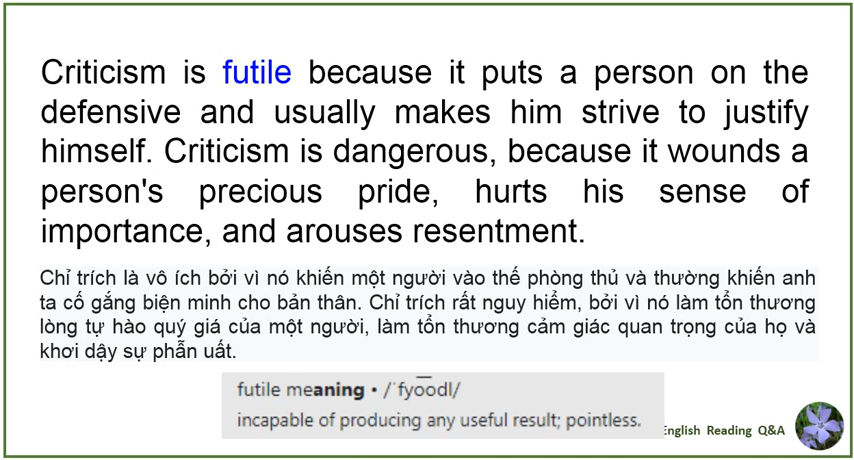 Criticism is futile because it puts a person on the
defensive and usually makes him strive to justify
himself. Criticism is dangerous, because it wounds a
person's precious pride, hurts his sense of
importance, and arouses resentment.
Chỉ trích là vô ích bởi vì nó khiến một người vào thế phòng thủ và thường khiến anh
ta cố gắng biện minh cho bản thân. Chỉ trích rất nguy hiểm, bởi vì nó làm tổn thương
lòng tự hào quý giá của một người, làm tổn thương cảm giác quan trọng của họ và
khơi dậy sự phẫn uất.
futile meaning • /ˈfyo͞odl/
incapable of producing any useful result; pointless.
English Reading Q&A